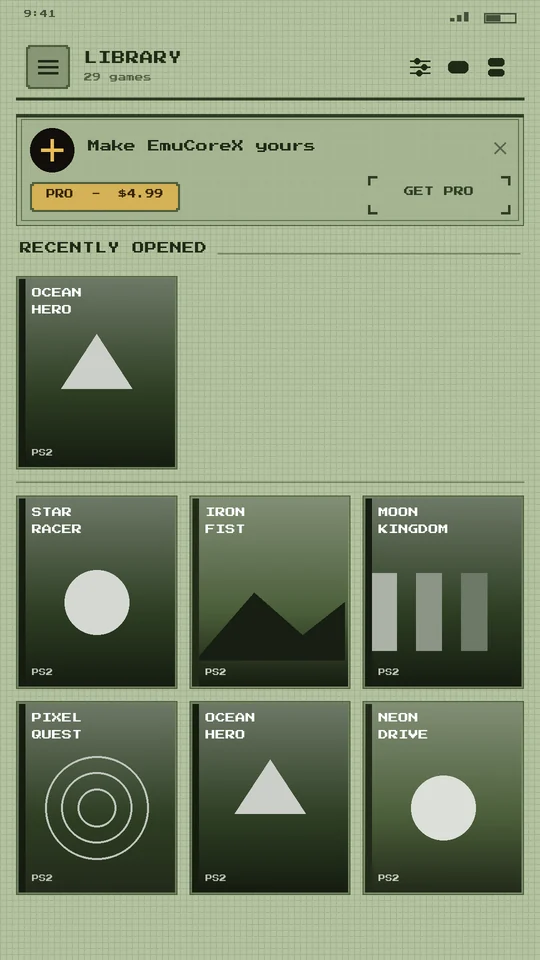 9:41
LIBRARY
29 games
Make EmuCoreX yours
PRO – $4.99
GET PRO
RECENTLY OPENED
OCEAN
HERO
PS2
STAR
RACER
PS2
IRON
FIST
PS2
MOON
KINGDOM
PS2
PIXEL
QUEST
PS2
OCEAN
HERO
PS2
NEON
DRIVE
PS2